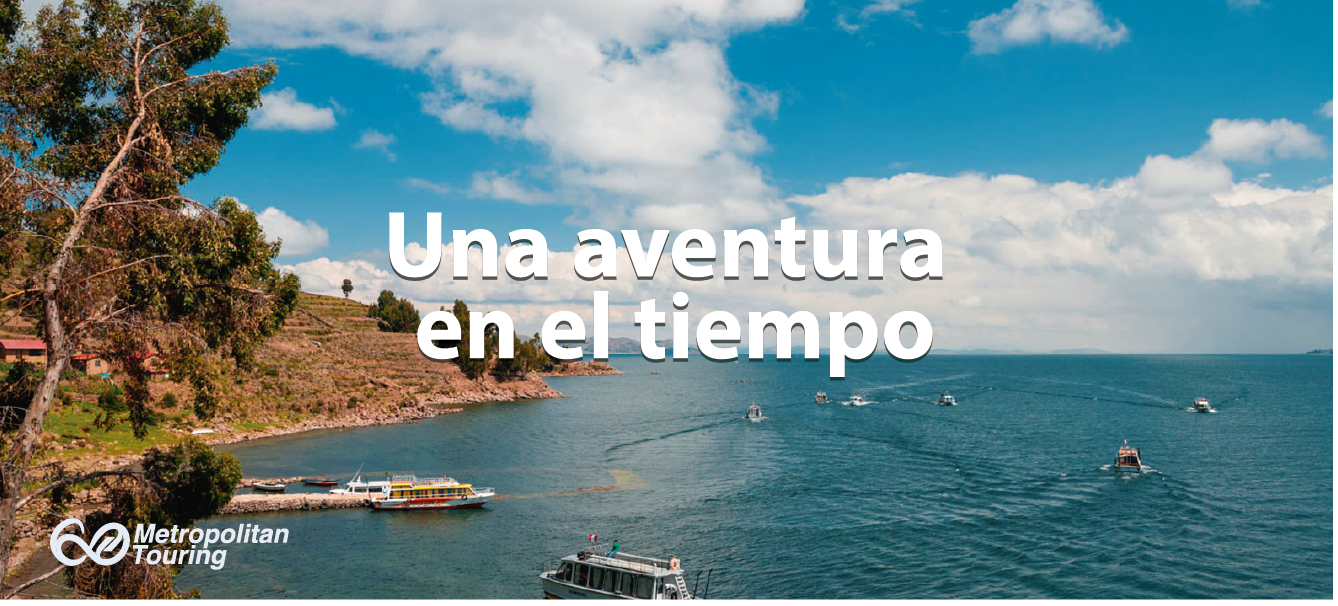 Una aventura
en el tiempo
Metropolitan
Touring